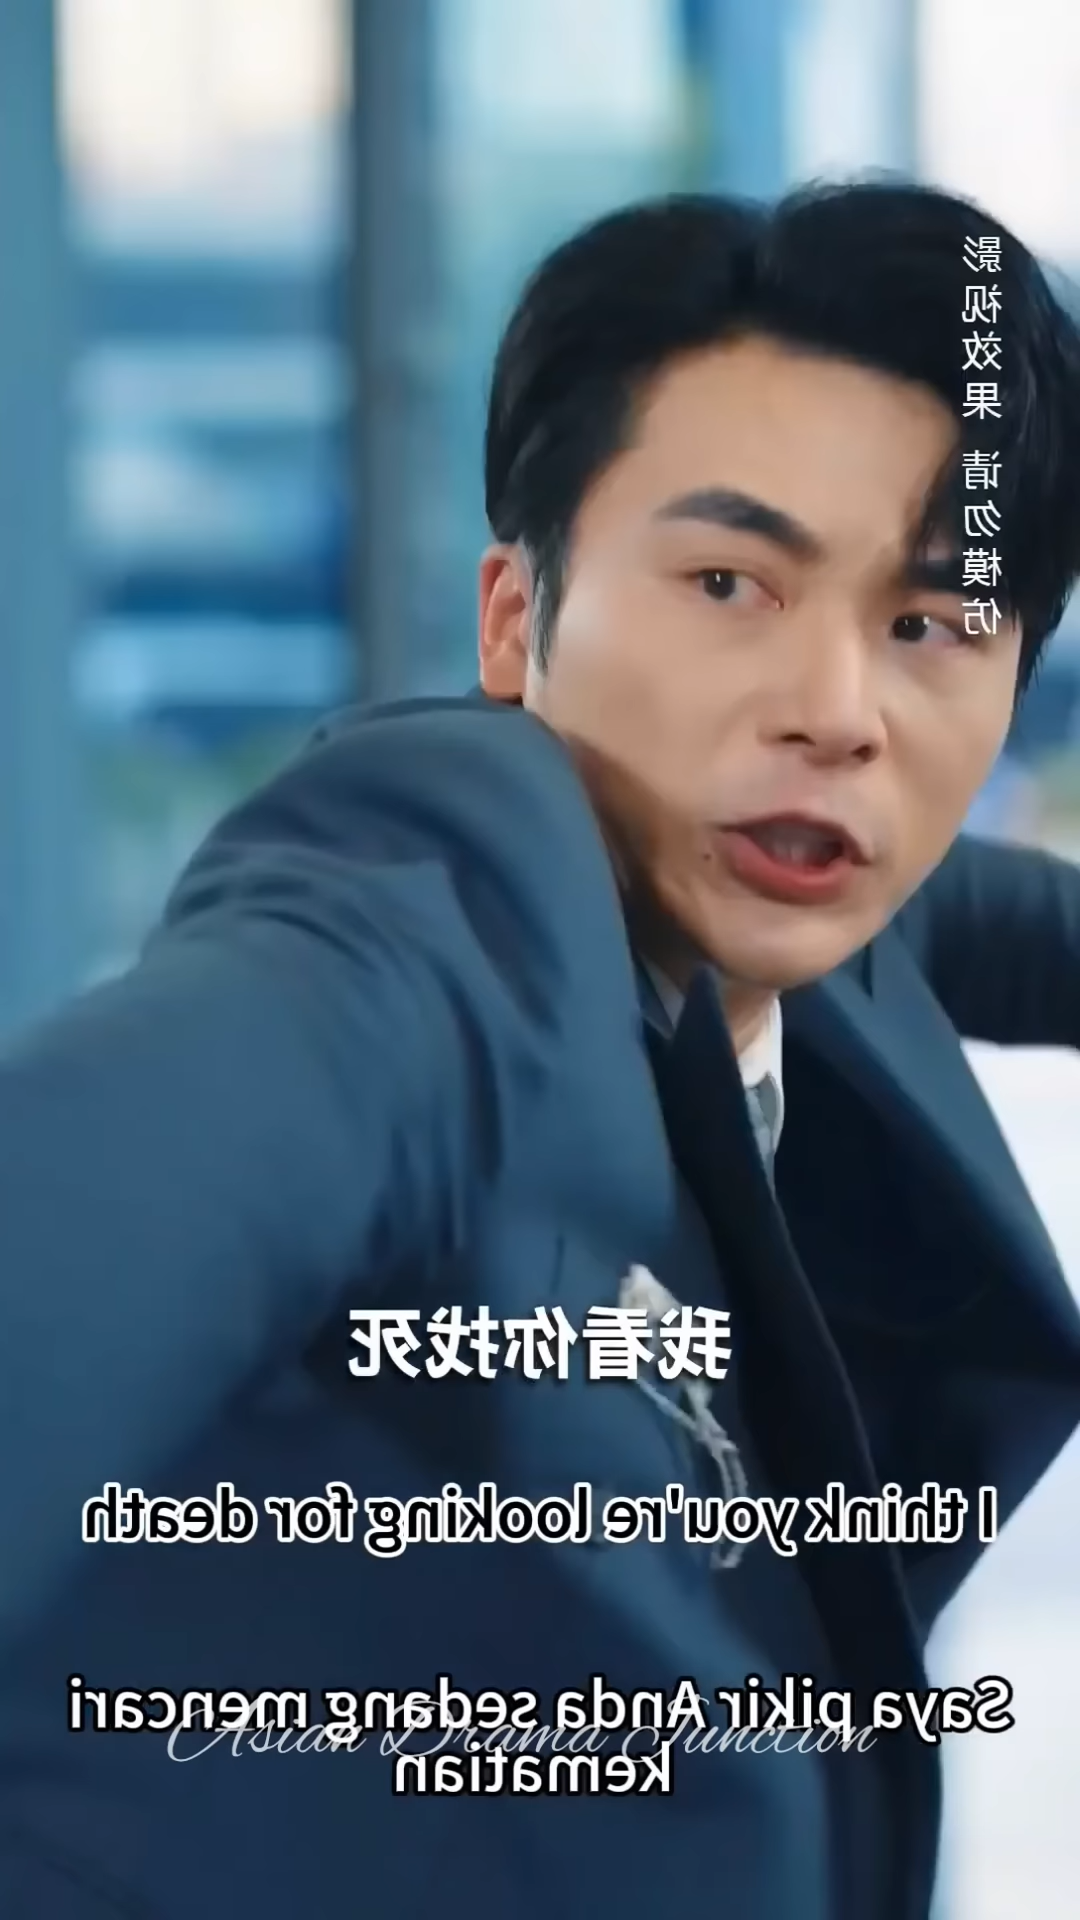 影视效果 请勿模仿
我看你找死
I think you're looking for death
Saya pikir Anda sedang mencari
kematian
Asian Drama Junction